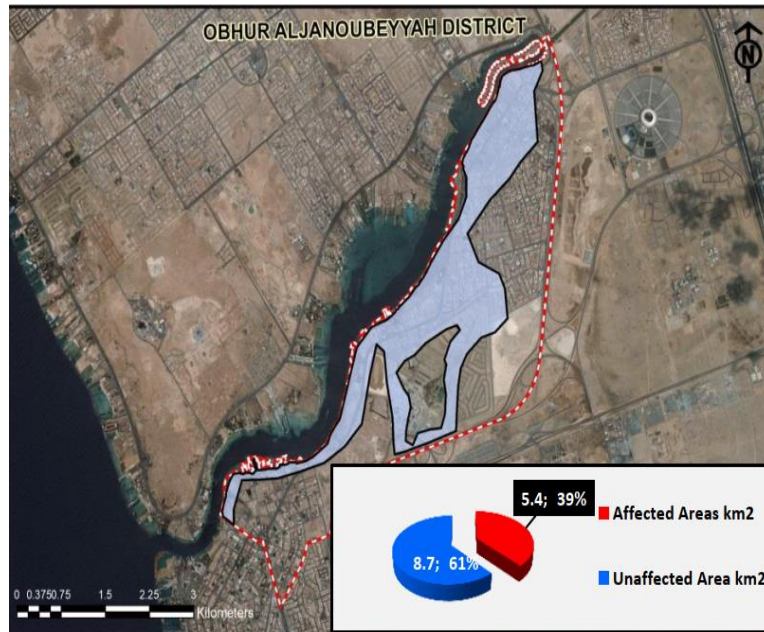 OBHUR ALJANOUBEYYAH DISTRICT
N
5.4; 39%
Affected Areas km2
8.7; 61%
Unaffected Area km2
0 0.3750.75 1.5 2.25 3
Kilometers